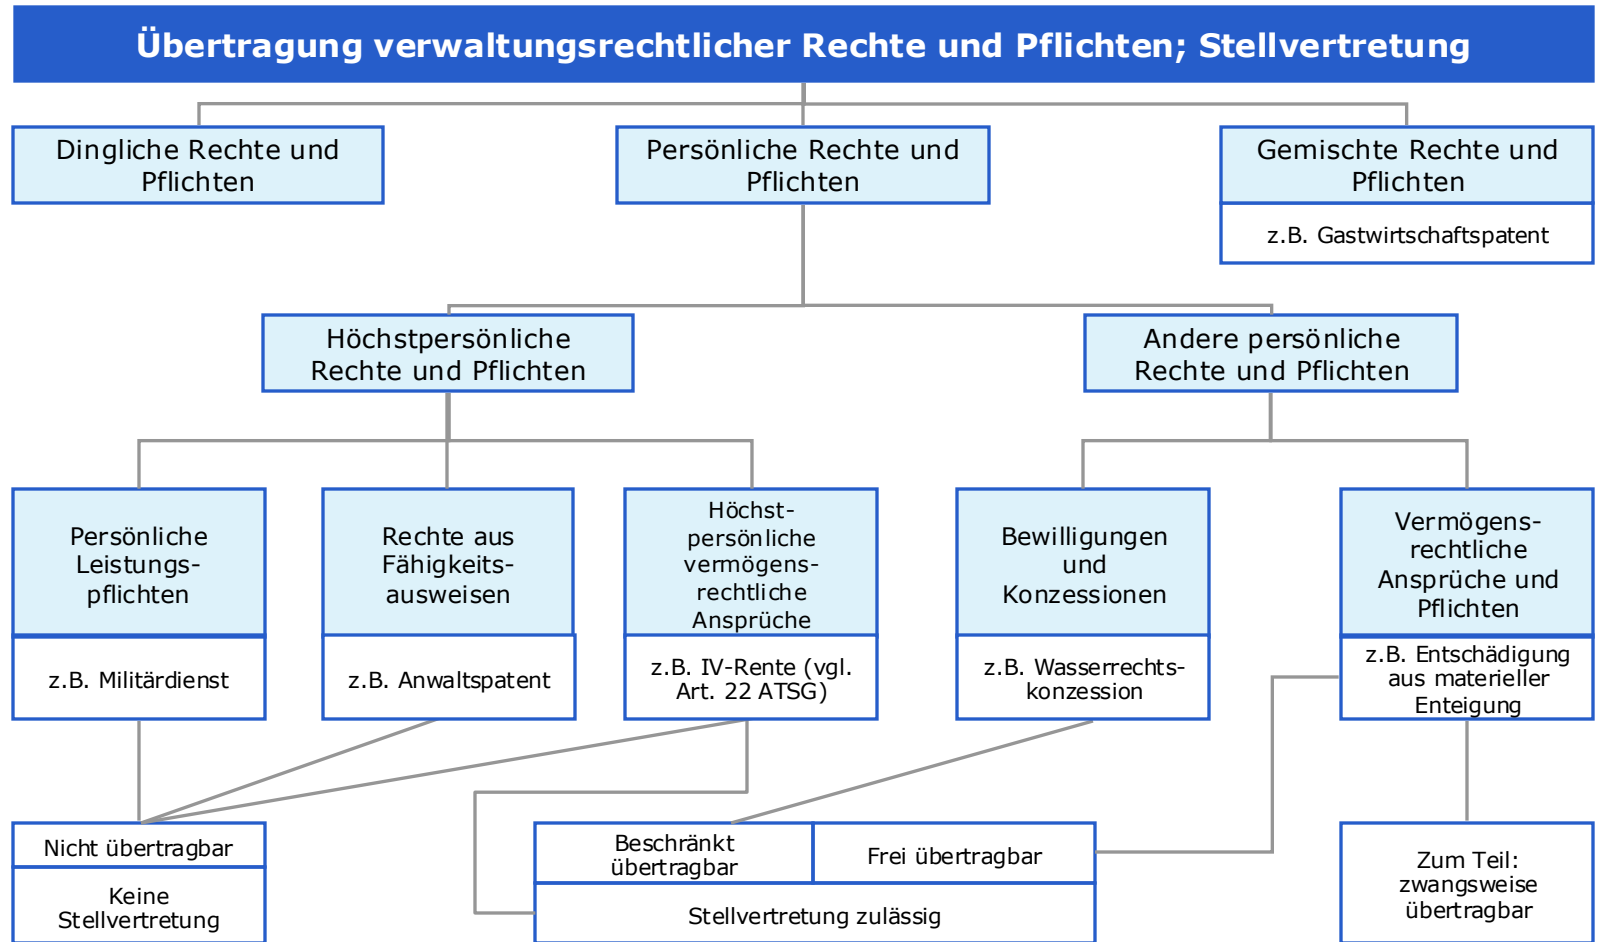 Übertragung verwaltungsrechtlicher Rechte und Pflichten; Stellvertretung
Dingliche Rechte und
Pflichten
Persönliche Rechte und
Pflichten
Gemischte Rechte und
Pflichten
z.B. Gastwirtschaftspatent
Höchstpersönliche
Rechte und Pflichten
Andere persönliche
Rechte und Pflichten
Persönliche
Leistungs-
pflichten
z.B. Militärdienst
Rechte aus
Fähigkeits-
ausweisen
z.B. Anwaltspatent
Höchst-
persönliche
vermögens-
rechtliche
Ansprüche
z.B. IV-Rente (vgl.
Art. 22 ATSG)
Bewilligungen
und
Konzessionen
z.B. Wasserrechts-
konzession
Vermögens-
rechtliche
Ansprüche und
Pflichten
z.B. Entschädigung
aus materieller
Enteigung
Nicht übertragbar
Keine
Stellvertretung
Beschränkt
übertragbar
Frei übertragbar
Stellvertretung zulässig
Zum Teil:
zwangsweise
übertragbar